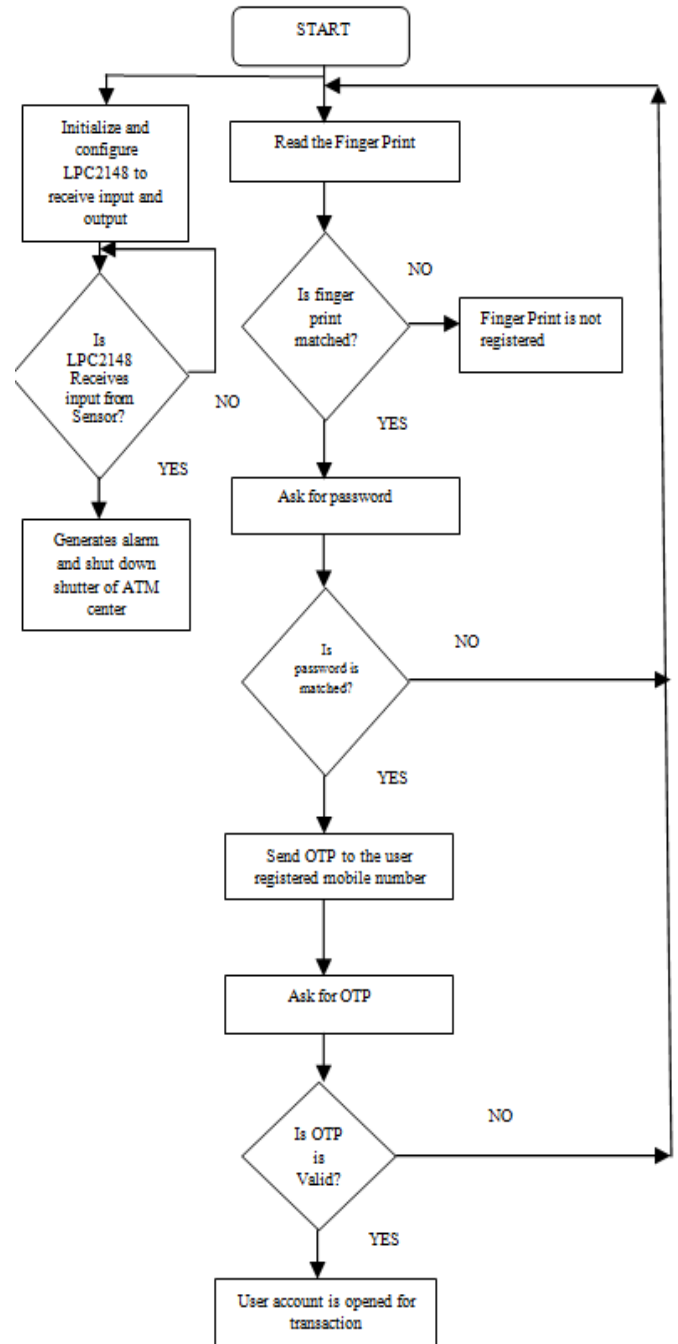 START
Initialize and
configure
LPC2148 to
receive input and
output
Read the Finger Print
Is finger
print
matched?
NO
Finger Print is not
registered
Is
LPC2148
Receives
input from
Sensor?
NO
YES
YES
Ask for password
Generates alarm
and shut down
shutter of ATM
center
Is
password is
matched?
NO
YES
Send OTP to the user
registered mobile number
Ask for OTP
Is OTP
is
Valid?
NO
YES
User account is opened for
transaction